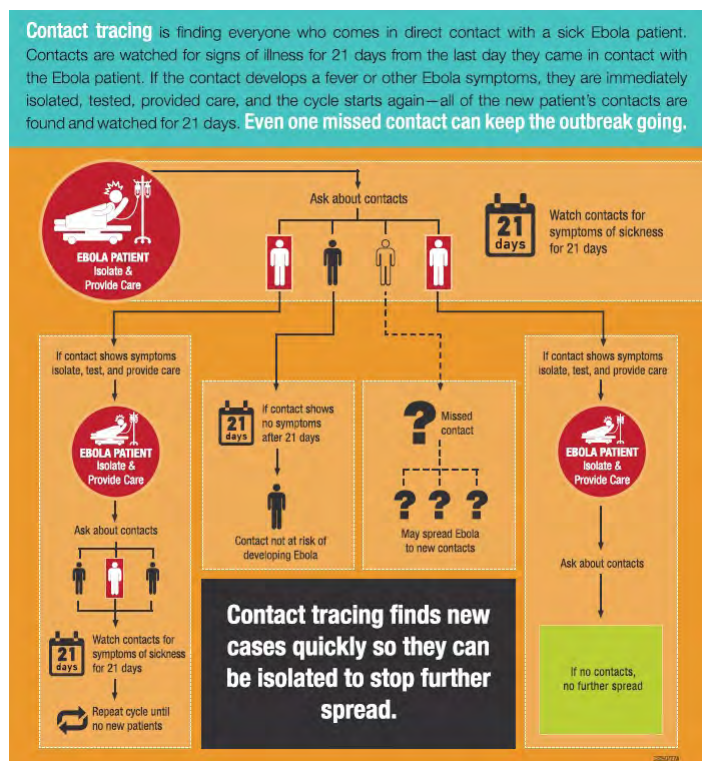 Contact tracing is finding everyone who comes in direct contact with a sick Ebola patient.
Contacts are watched for signs of illness for 21 days from the last day they came in contact with
the Ebola patient. If the contact develops a fever or other Ebola symptoms, they are immediately
isolated, tested, provided care, and the cycle starts again—all of the new patient's contacts are
found and watched for 21 days. Even one missed contact can keep the outbreak going.
Ask about contacts
EBOLA PATIENT
Isolate &
Provide Care
21
days
Watch contacts for
symptoms of sickness
for 21 days
If contact shows symptoms
isolate, test, and provide care
EBOLA PATIENT
Isolate &
Provide Care
Ask about contacts
21
days
Watch contacts for
symptoms of sickness
for 21 days
Repeat cycle until
no new patients
21
days
If contact shows
no symptoms
after 21 days
Contact not at risk of
developing Ebola
?
Missed
contact
? ? ?
May spread Ebola
to new contacts
If contact shows symptoms
isolate, test, and provide care
EBOLA PATIENT
Isolate &
Provide Care
Ask about contacts
If no contacts,
no further spread
Contact tracing finds new
cases quickly so they can
be isolated to stop further
spread.